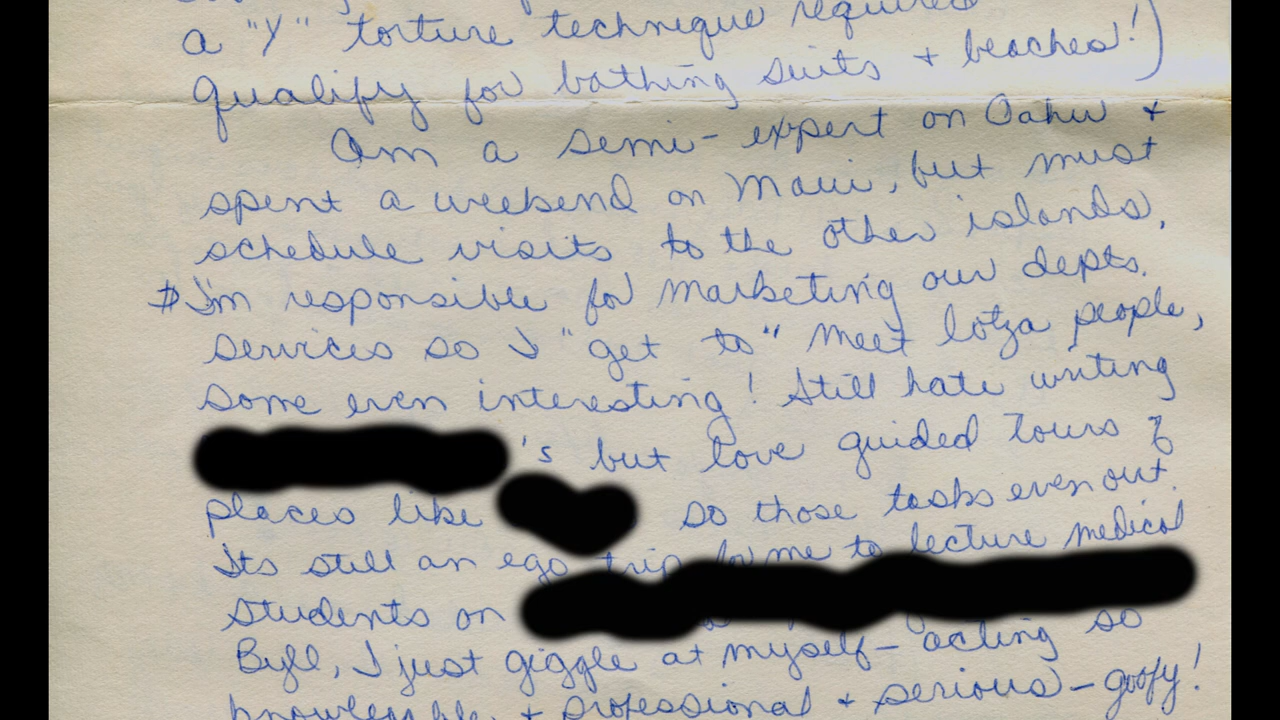 a "Y" torture technique required
qualify for bathing suits + beaches!)
Am a semi-expert on Oahu +
spent a weekend on Maui, but must
schedule visits to the other islands,
I'm responsible for marketing our depts.
services so I "get to" meet lotza people,
some even interesting! Still hate writing
's but love guided tours of
places like so those tasks even out.
Its still an ego trip for me to lecture medical
students on
Byll, I just giggle at myself – acting so
knowledgeable + professional + serious – goofy!